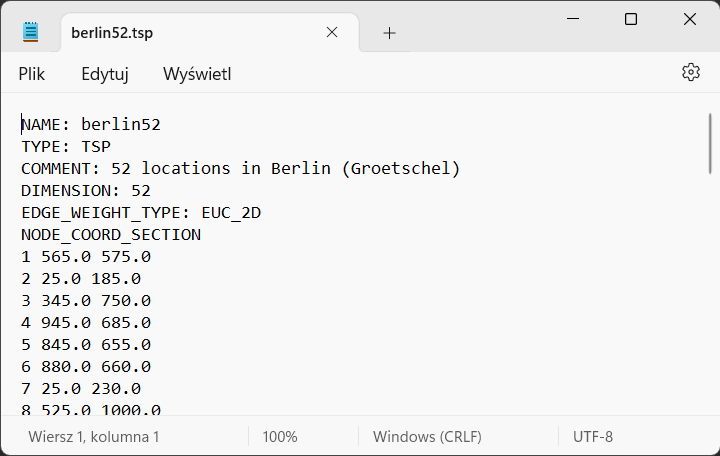 berlin52.tsp
Plik Edytuj Wyświetl
NAME: berlin52
TYPE: TSP
COMMENT: 52 locations in Berlin (Groetschel)
DIMENSION: 52
EDGE_WEIGHT_TYPE: EUC_2D
NODE_COORD_SECTION
1 565.0 575.0
2 25.0 185.0
3 345.0 750.0
4 945.0 685.0
5 845.0 655.0
6 880.0 660.0
7 25.0 230.0
8 525.0 1000.0
Wiersz 1, kolumna 1 100% Windows (CRLF) UTF-8